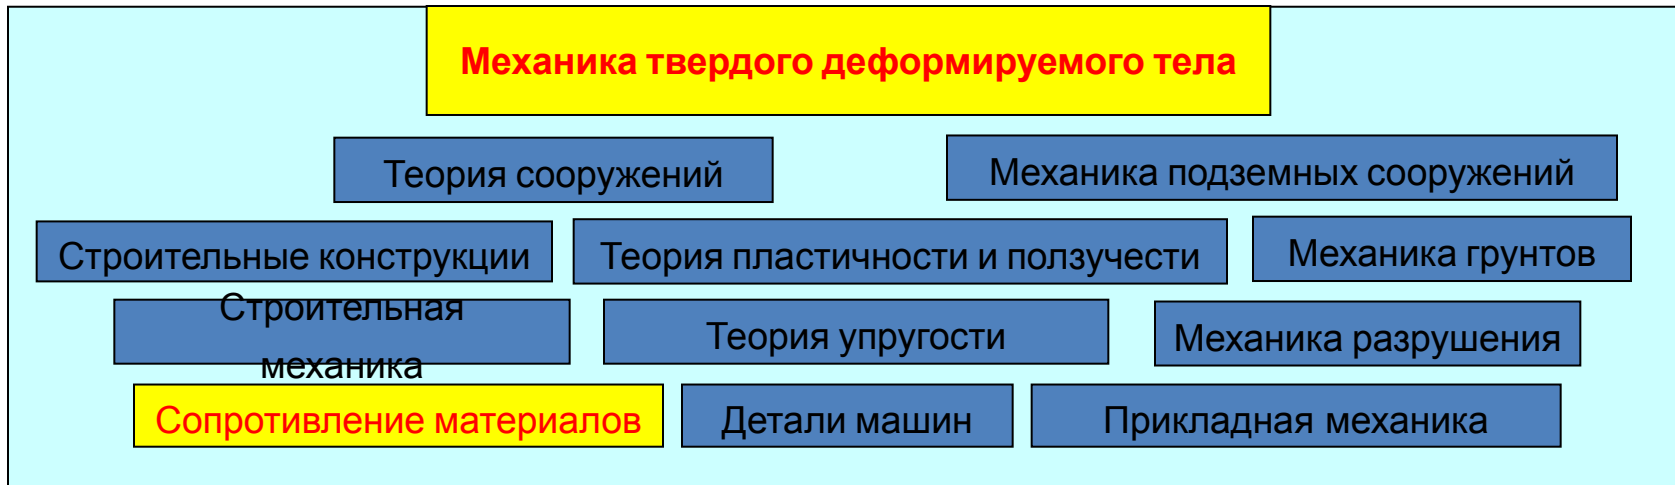 Механика твердого деформируемого тела
Теория сооружений
Механика подземных сооружений
Строительные конструкции
Теория пластичности и ползучести
Механика грунтов
Строительная
механика
Теория упругости
Механика разрушения
Сопротивление материалов
Детали машин
Прикладная механика